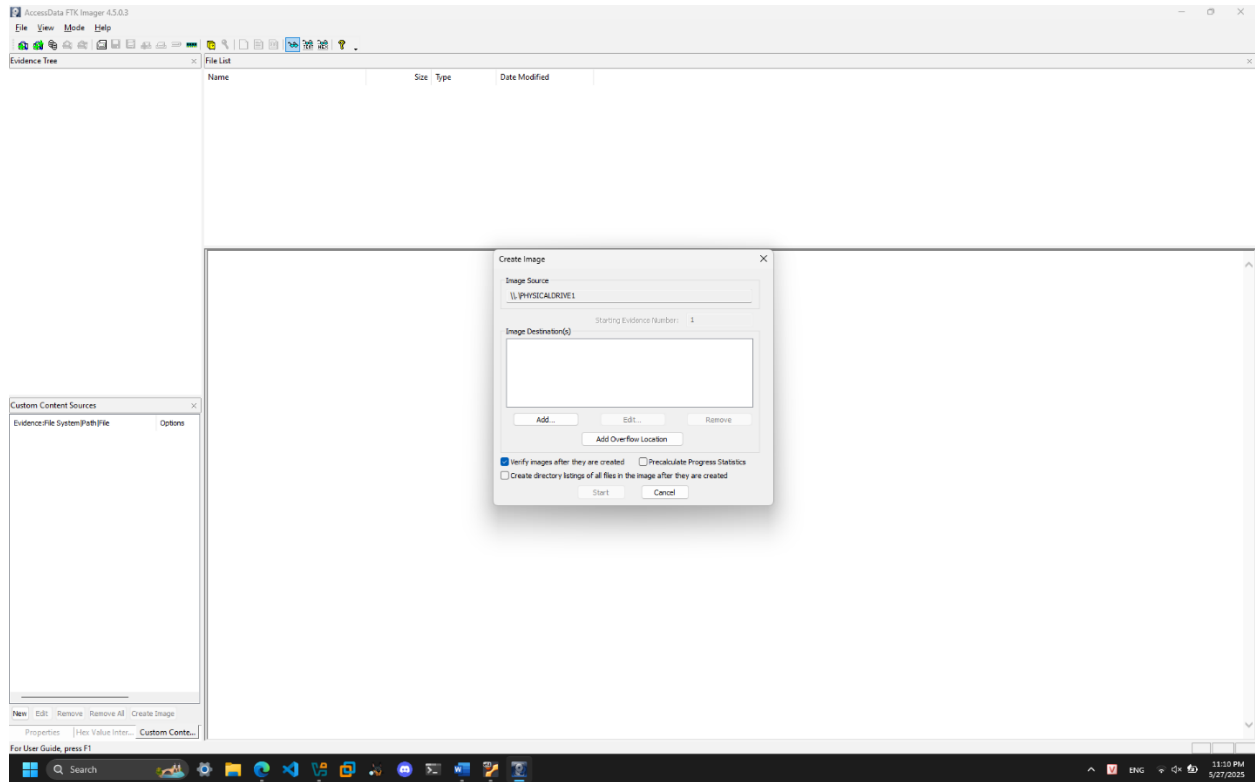 AccessData FTK Imager 4.5.0.3
File View Mode Help
Evidence Tree
File List
Name Size Type Date Modified
Create Image
Image Source
\\.\PHYSICALDRIVE1
Starting Evidence Number: 1
Image Destination(s)
Add... Edit... Remove
Add Overflow Location
Verify images after they are created Precalculate Progress Statistics
Create directory listings of all files in the image after they are created
Start Cancel
Custom Content Sources
Evidence:File System|Path|File Options
New Edit Remove Remove All Create Image
Properties Hex Value Inter... Custom Conte...
For User Guide, press F1
Search
ENG
11:10 PM
5/27/2025